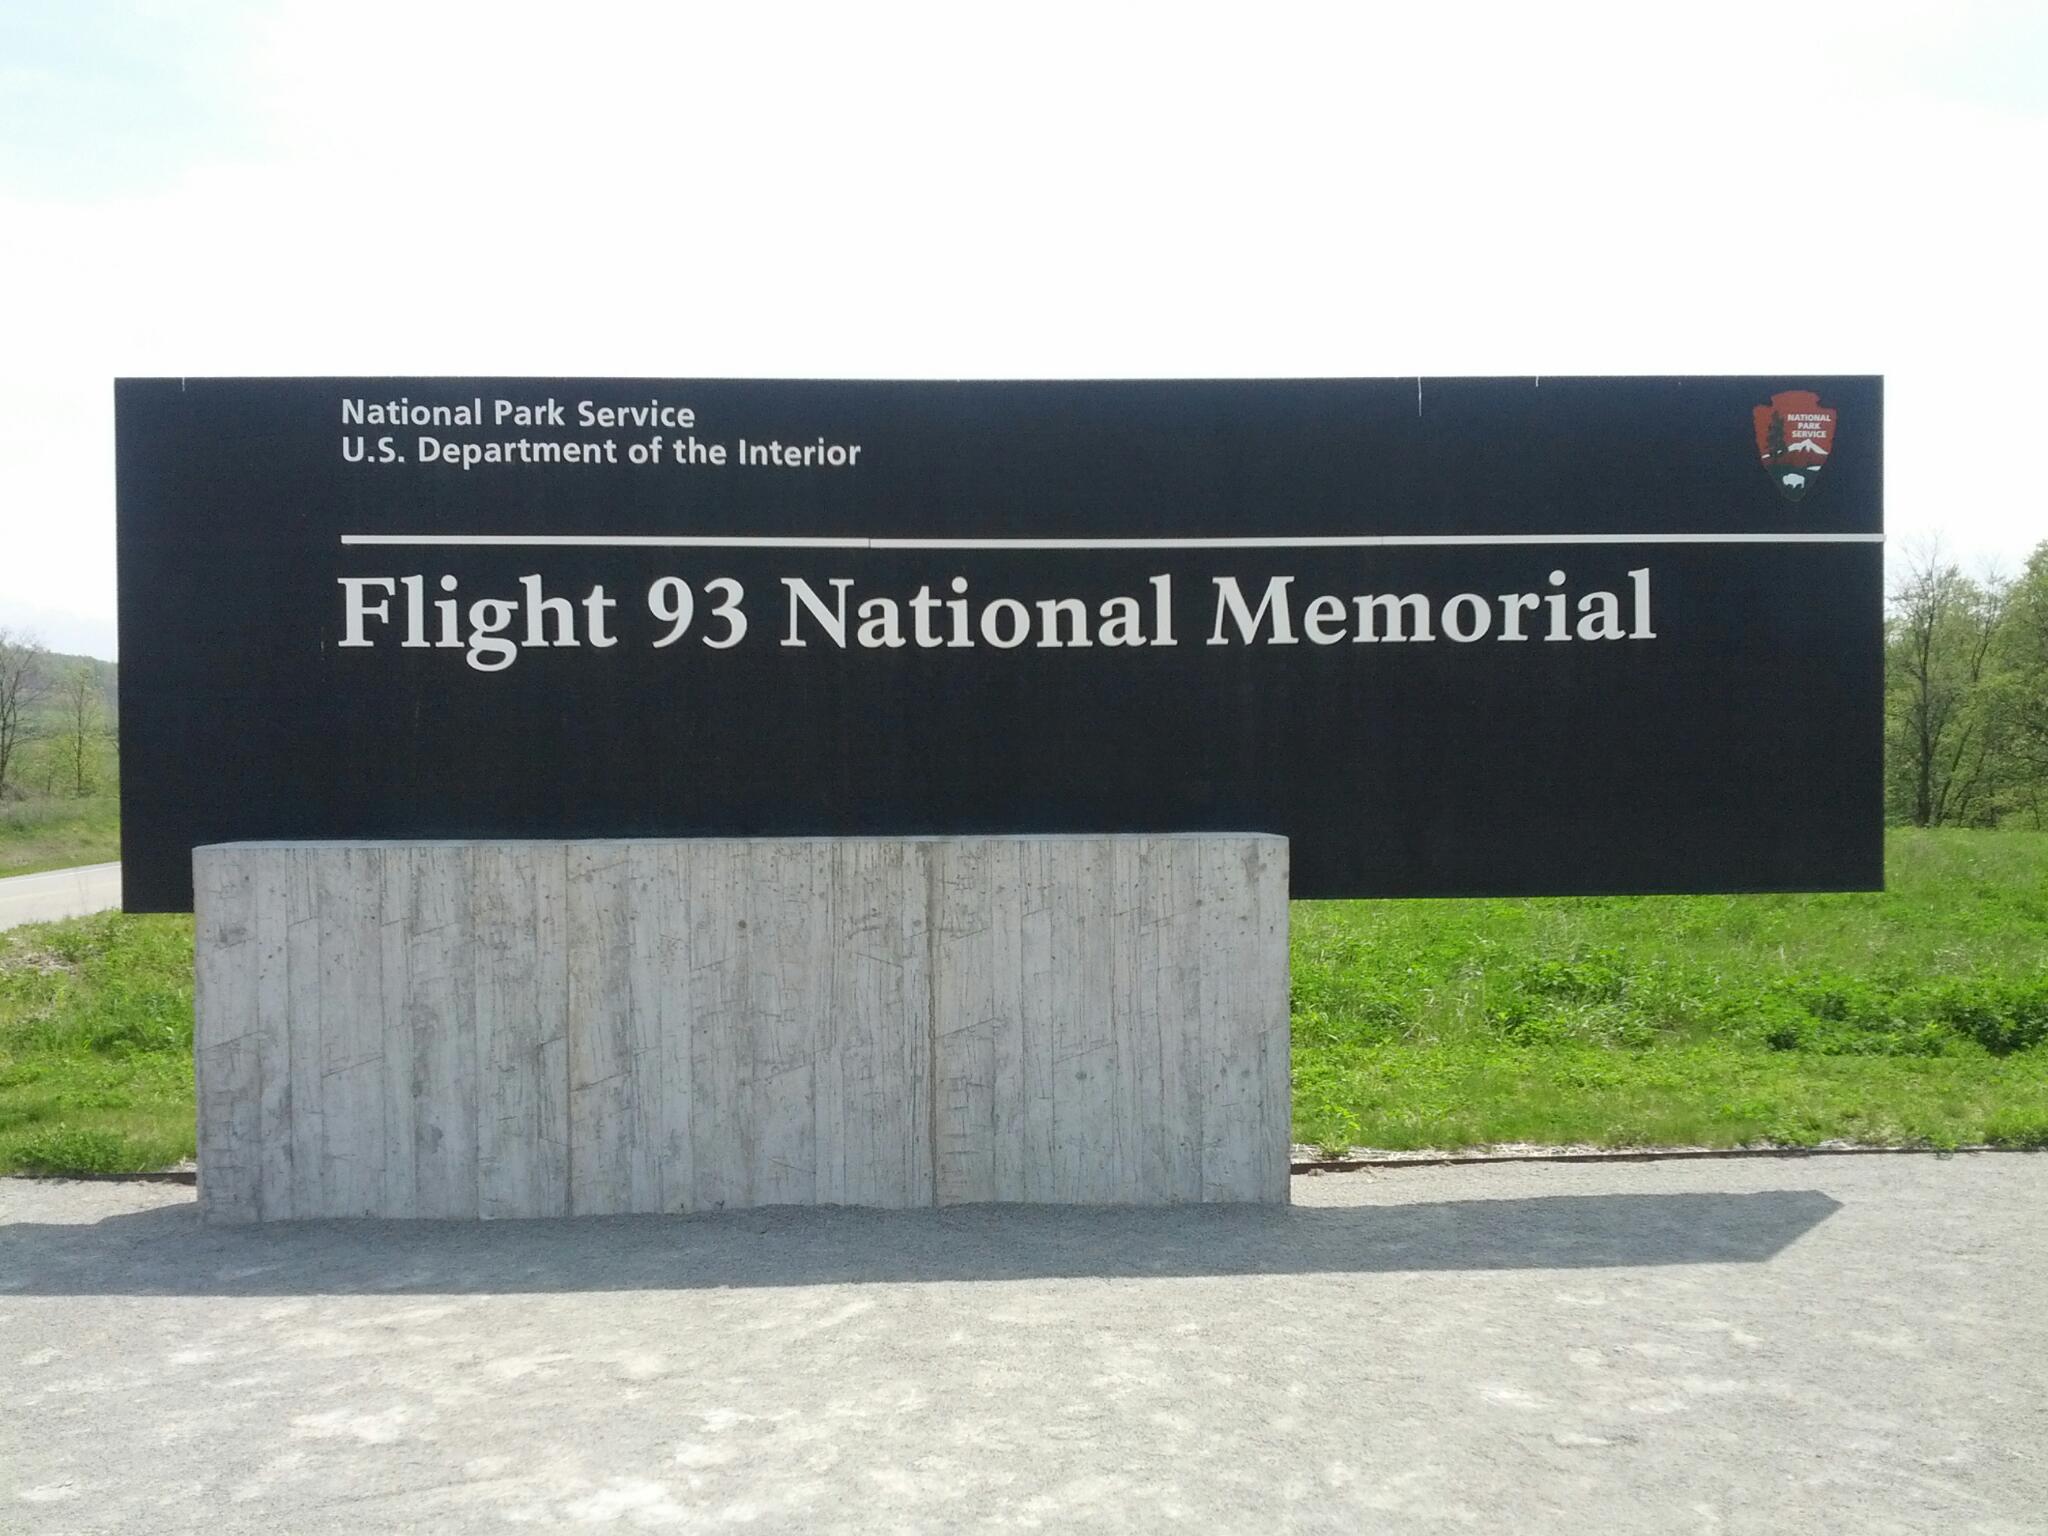 National Park Service
U.S. Department of the Interior
NATIONAL
PARK
SERVICE
Flight 93 National Memorial